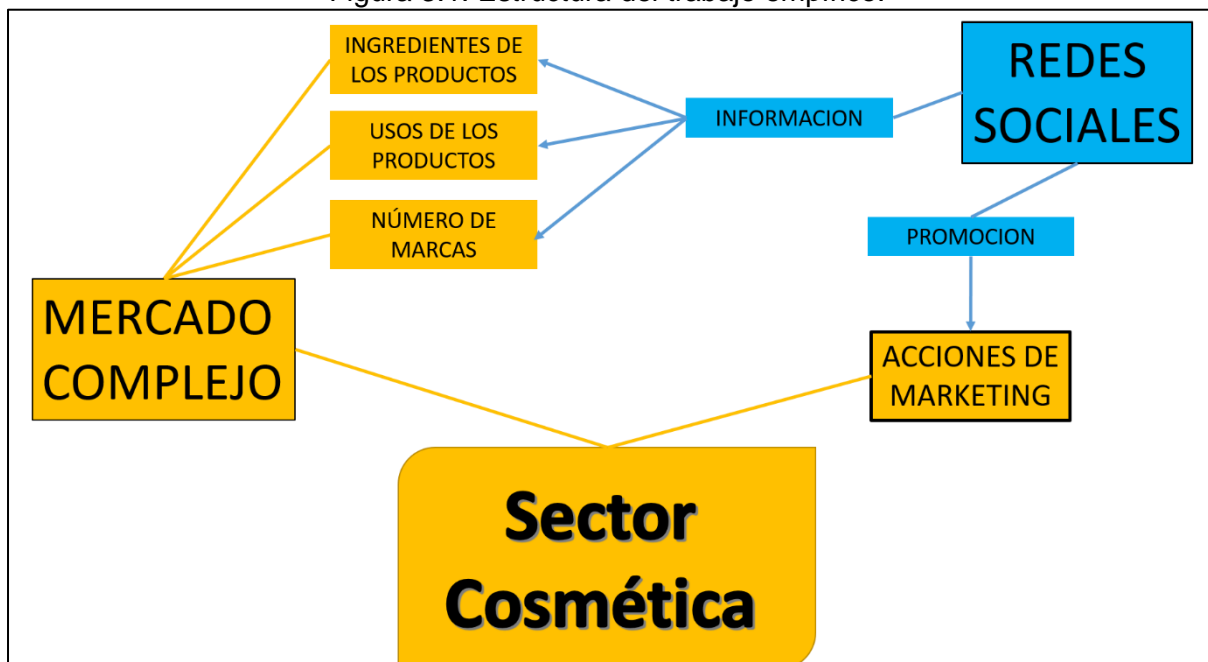 INGREDIENTES DE
LOS PRODUCTOS
USOS DE LOS
PRODUCTOS
NÚMERO DE
MARCAS
INFORMACION
REDES
SOCIALES
PROMOCION
MERCADO
COMPLEJO
ACCIONES DE
MARKETING
Sector
Cosmética